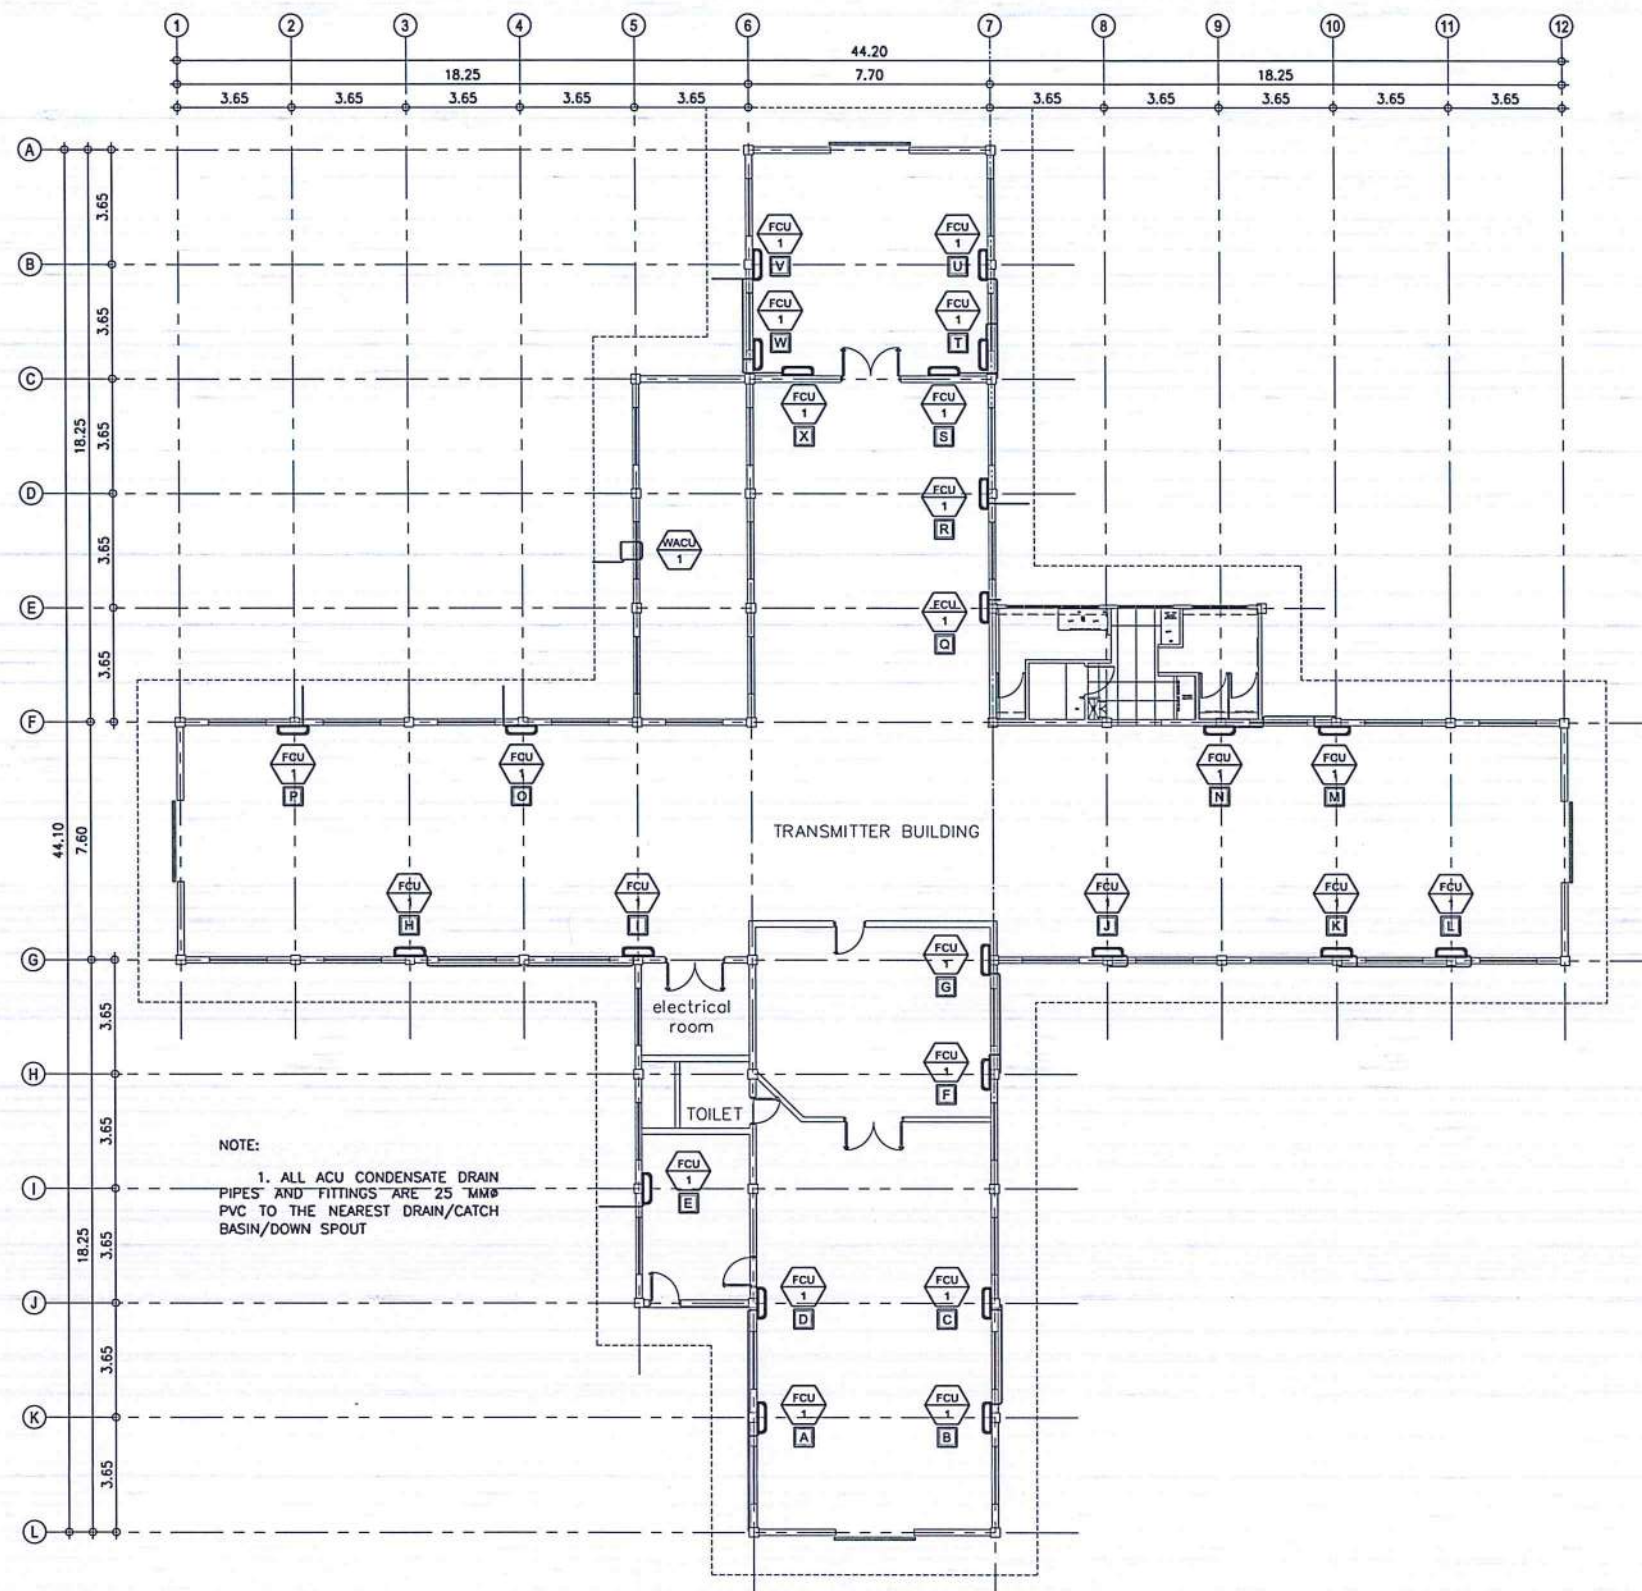 1 2 3 4 5 6 7 8 9 10 11 12
44.20
18.25 7.70 18.25
3.65 3.65 3.65 3.65 3.65 3.65 3.65 3.65 3.65 3.65
A
3.65
FCU 1 V
FCU 1 U
B
3.65
FCU 1 W
FCU 1 T
C
FCU 1 X
FCU 1 S
18.25
3.65
D
FCU 1 R
3.65
WACU 1
E
FCU 1 Q
3.65
F
FCU 1 P
FCU 1 O
FCU 1 N
FCU 1 M
44.10
7.60
TRANSMITTER BUILDING
FCU 1 H
FCU 1 I
FCU 1 J
FCU 1 K
FCU 1 L
G
FCU 1 G
electrical
room
3.65
H
FCU 1 F
TOILET
3.65
NOTE:
1. ALL ACU CONDENSATE DRAIN
PIPES AND FITTINGS ARE 25 MMØ
PVC TO THE NEAREST DRAIN/CATCH
BASIN/DOWN SPOUT
I
FCU 1 E
18.25
3.65
J
FCU 1 D
FCU 1 C
3.65
K
FCU 1 A
FCU 1 B
3.65
L